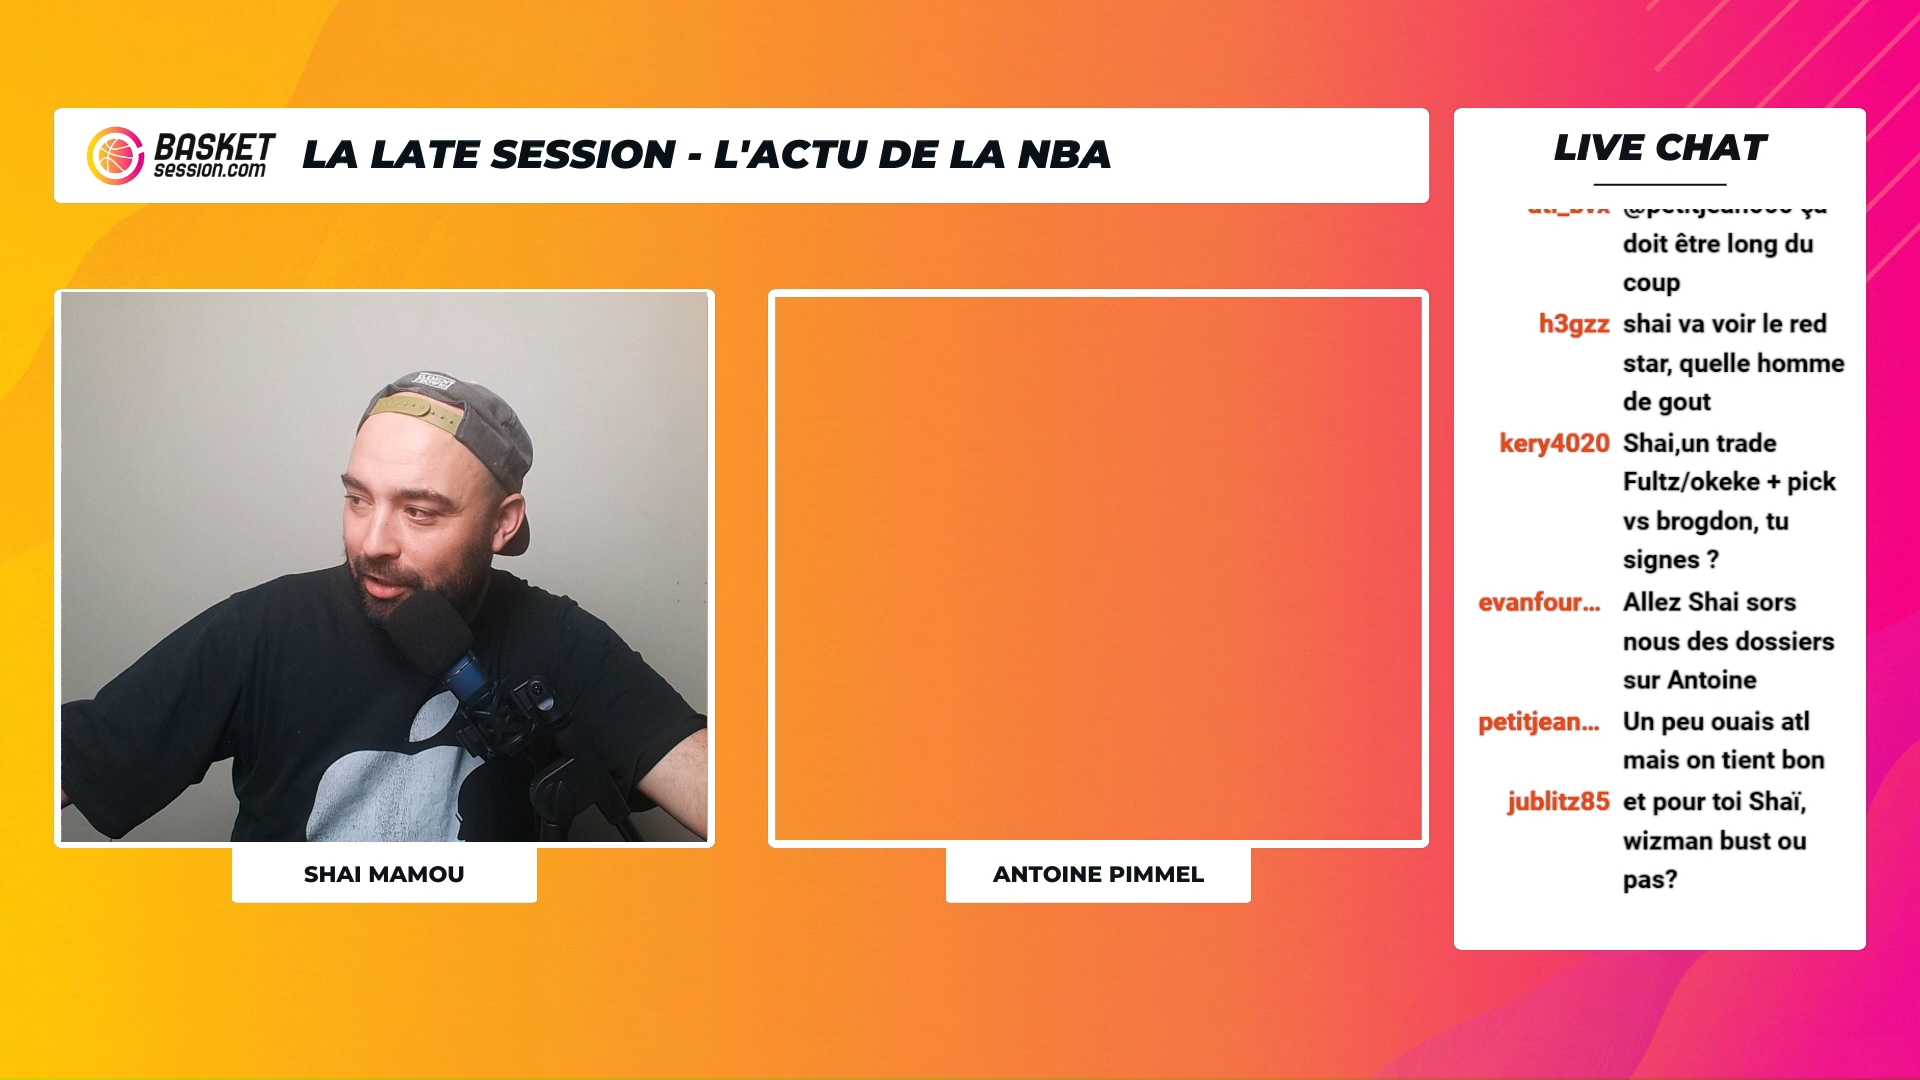 BASKET
session.com
LA LATE SESSION - L'ACTU DE LA NBA
SHAI MAMOU
ANTOINE PIMMEL
LIVE CHAT
doit être long du
coup
h3gzz shai va voir le red
star, quelle homme
de gout
kery4020 Shai,un trade
Fultz/okeke + pick
vs brogdon, tu
signes ?
evanfour... Allez Shai sors
nous des dossiers
sur Antoine
petitjean... Un peu ouais atl
mais on tient bon
jublitz85 et pour toi Shaï,
wizman bust ou
pas?